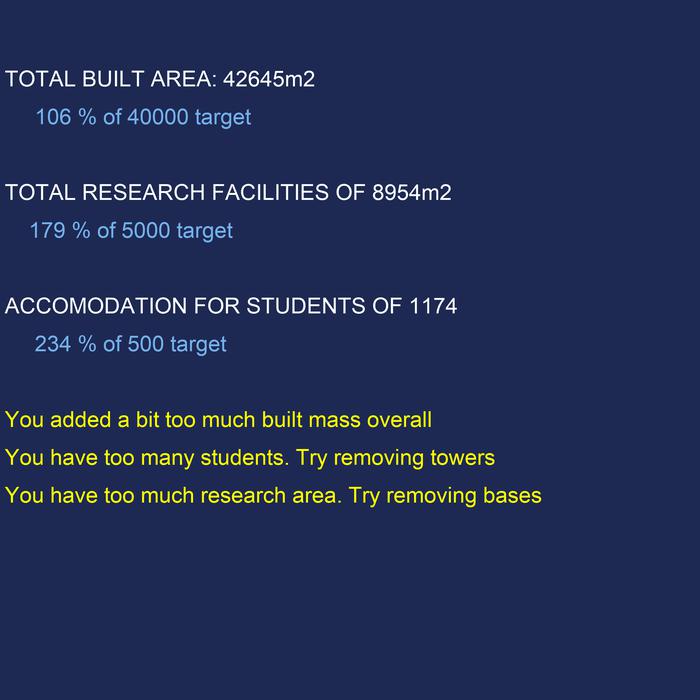 TOTAL BUILT AREA: 42645m2
106 % of 40000 target
TOTAL RESEARCH FACILITIES OF 8954m2
179 % of 5000 target
ACCOMODATION FOR STUDENTS OF 1174
234 % of 500 target
You added a bit too much built mass overall
You have too many students. Try removing towers
You have too much research area. Try removing bases